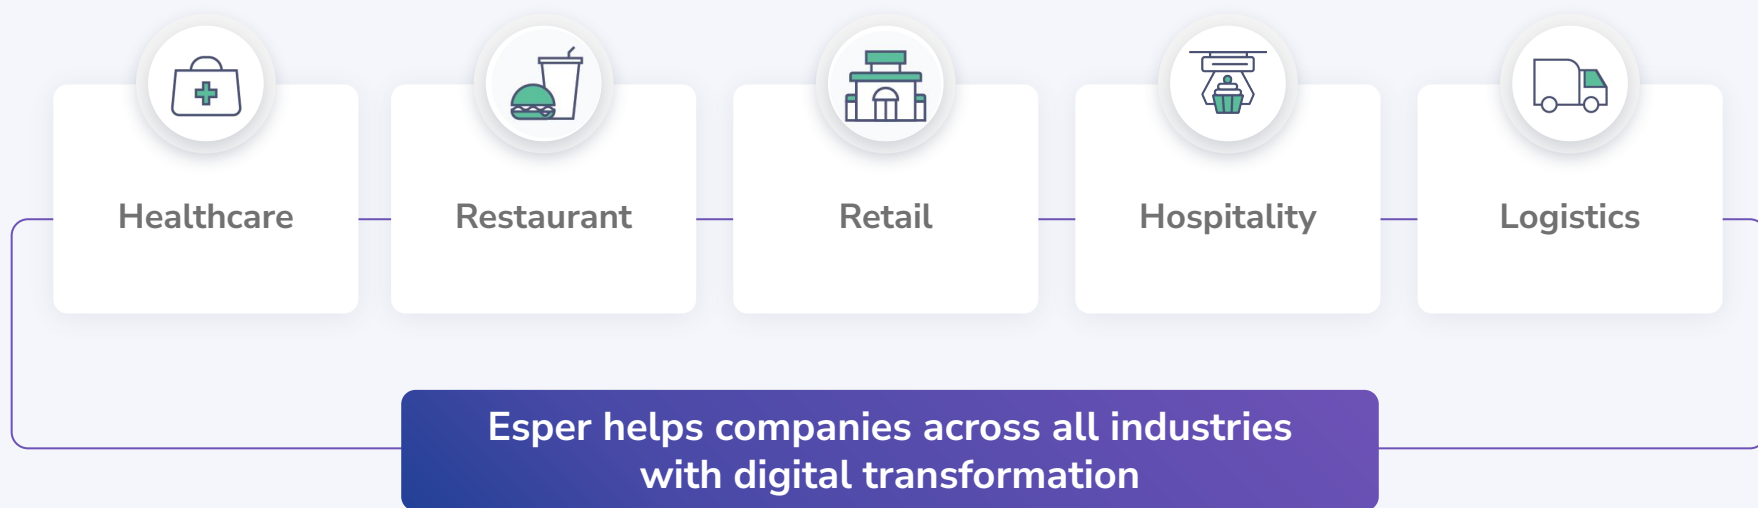 Healthcare
Restaurant
Retail
Hospitality
Logistics
Esper helps companies across all industries
with digital transformation